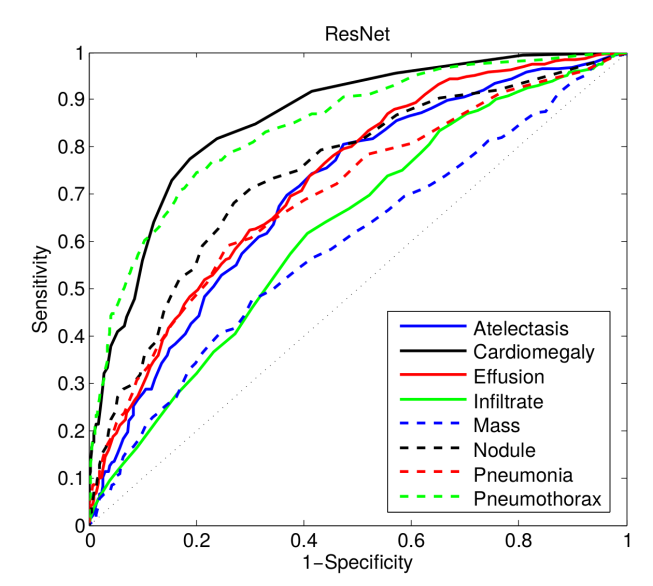 ResNet
1
0.9
0.8
0.7
0.6
0.5
0.4
0.3
0.2
0.1
0
Sensitivity
Atelectasis
Cardiomegaly
Effusion
Infiltrate
Mass
Nodule
Pneumonia
Pneumothorax
0 0.2 0.4 0.6 0.8 1
1−Specificity